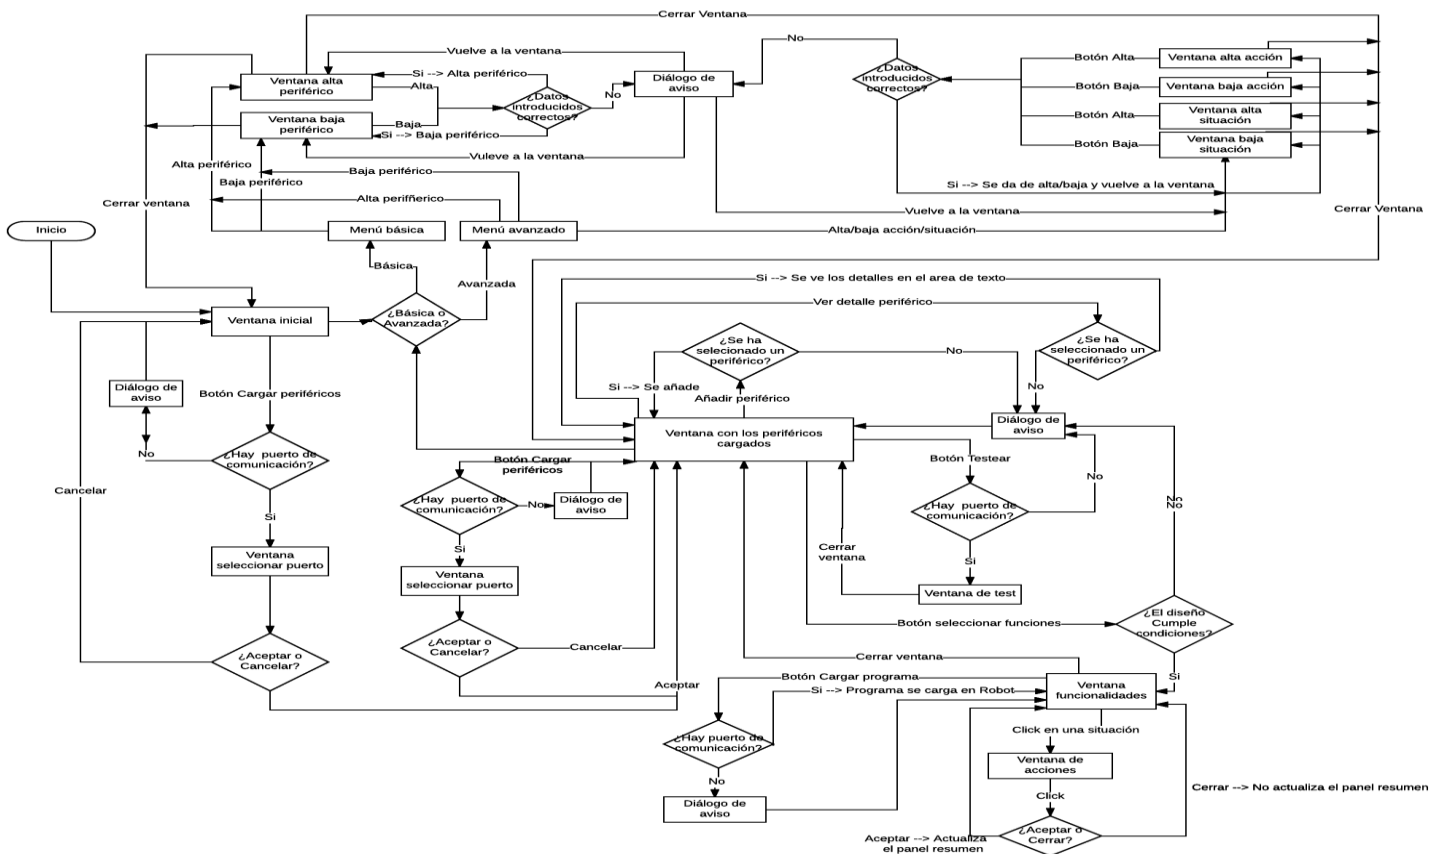 Cerrar Ventana
No
Vuelve a la ventana
Si --> Alta periférico
Ventana alta
periférico
Alta
¿Datos
introducidos
correctos?
No
Diálogo de
aviso
¿Datos
introducidos
correctos?
Botón Alta
Ventana alta acción
Botón Baja
Ventana baja acción
Botón Alta
Ventana alta
situación
Botón Baja
Ventana baja
situación
Ventana baja
periférico
Baja
Si --> Baja periférico
Vuleve a la ventana
Alta periférico
Baja periférico
Baja periférico
Si --> Se da de alta/baja y vuelve a la ventana
Cerrar ventana
Alta perifñerico
Vuelve a la ventana
Cerrar Ventana
Inicio
Menú básica
Menú avanzado
Alta/baja acción/situación
Básica
Avanzada
Si --> Se ve los detalles en el area de texto
Ver detalle periférico
Ventana inicial
¿Básica o
Avanzada?
¿Se ha
selecionado un
periférico?
No
¿Se ha
seleccionado un
periférico?
Diálogo de
aviso
Botón Cargar periféricos
Si --> Se añade
Añadir periférico
No
Ventana con los periféricos
cargados
Diálogo de
aviso
No
¿Hay puerto de
comunicación?
Botón Cargar
periféricos
Botón Testear
No
Cancelar
¿Hay puerto de
comunicación?
No
Diálogo de
aviso
¿Hay puerto de
comunicación?
No
Si
Si
Cerrar
ventana
Si
Ventana
seleccionar puerto
Ventana
seleccionar puerto
Ventana de test
¿Aceptar o
Cancelar?
¿Aceptar o
Cancelar?
Cancelar
Botón seleccionar funciones
¿El diseño
Cumple
condiciones?
Cerrar ventana
Aceptar
Botón Cargar programa
Si --> Programa se carga en Robot
Ventana
funcionalidades
Si
¿Hay puerto de
comunicación?
Click en una situación
Ventana de
acciones
No
Click
Cerrar --> No actualiza el panel resumen
Diálogo de
aviso
Aceptar --> Actualiza
el panel resumen
¿Aceptar o
Cerrar?